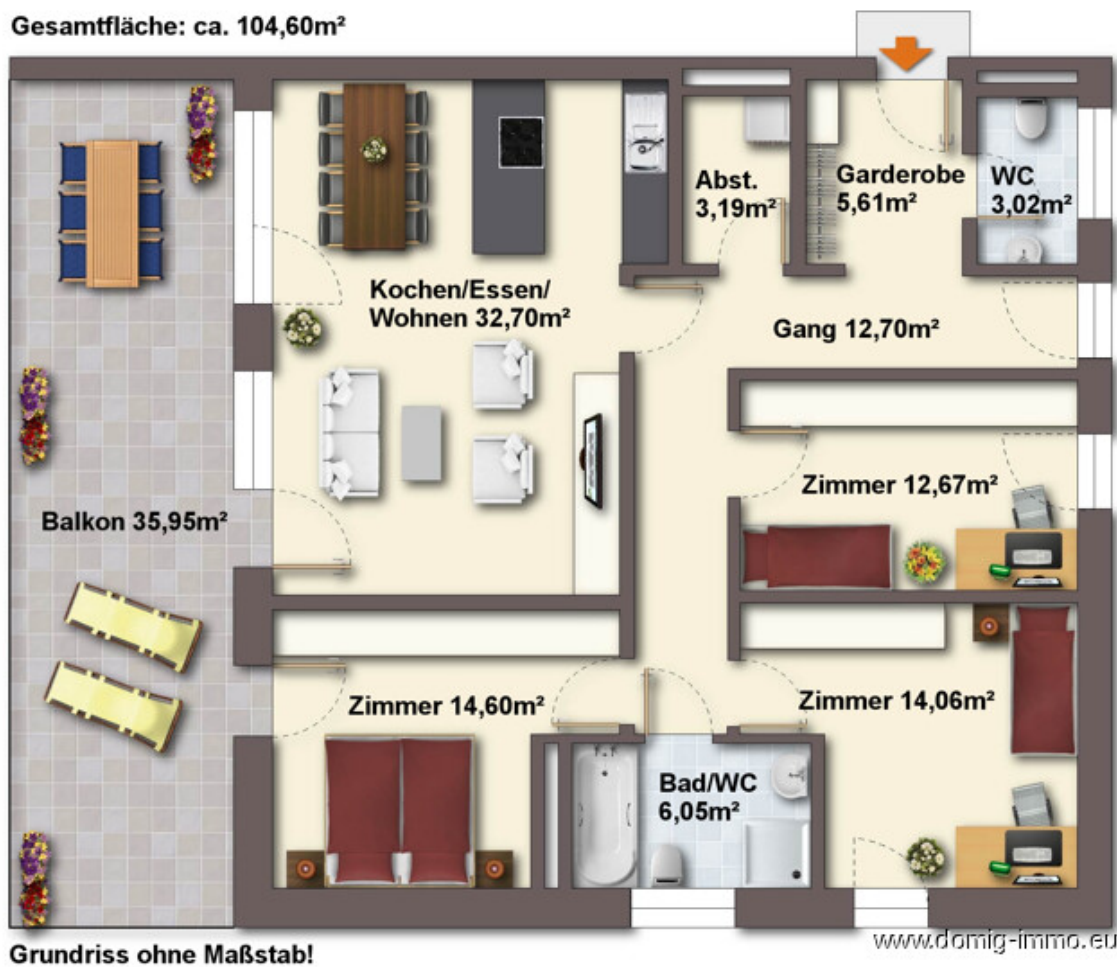 Gesamtfläche: ca. 104,60m²
Abst.
3,19m²
Garderobe
5,61m²
WC
3,02m²
Kochen/Essen/
Wohnen 32,70m²
Gang 12,70m²
Zimmer 12,67m²
Balkon 35,95m²
Zimmer 14,60m²
Zimmer 14,06m²
Bad/WC
6,05m²
Grundriss ohne Maßstab!
www.domig-immo.eu